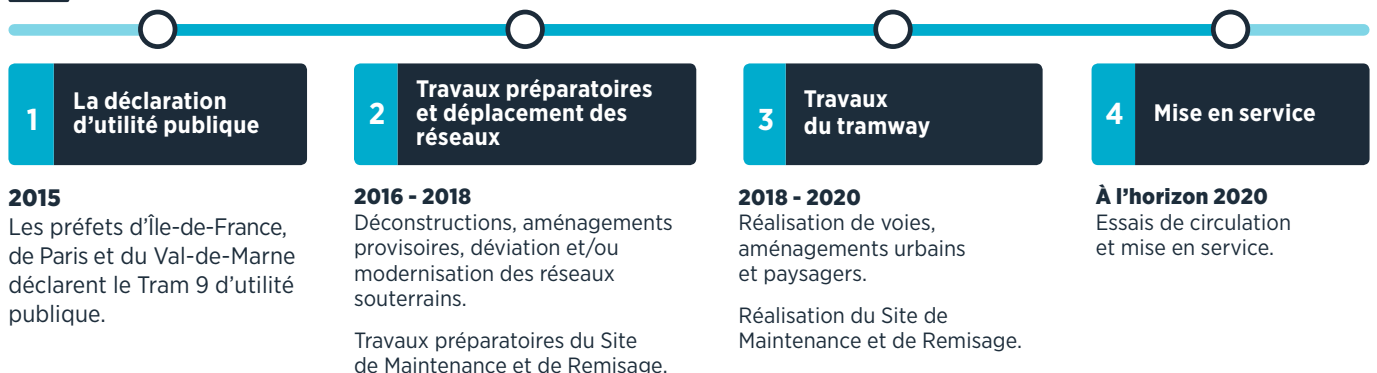 1
La déclaration
d’utilité publique
2015
Les préfets d’Île-de-France,
de Paris et du Val-de-Marne
déclarent le Tram 9 d’utilité
publique.
2
Travaux préparatoires
et déplacement des
réseaux
2016 - 2018
Déconstructions, aménagements
provisoires, déviation et/ou
modernisation des réseaux
souterrains.
Travaux préparatoires du Site
de Maintenance et de Remisage.
3
Travaux
du tramway
2018 - 2020
Réalisation de voies,
aménagements urbains
et paysagers.
Réalisation du Site de
Maintenance et de Remisage.
4
Mise en service
À l’horizon 2020
Essais de circulation
et mise en service.